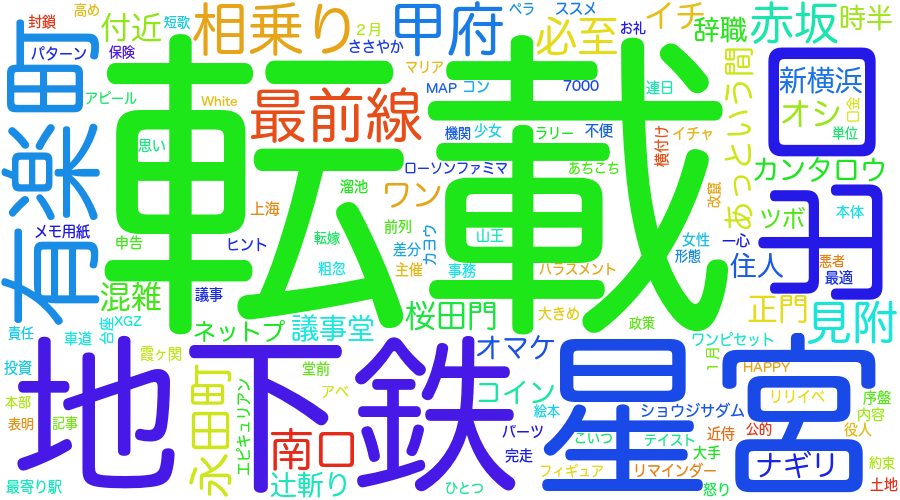 封鎖
高め
付近
短歌
相乗り
2月
甲府
ペラ
ススメ
お礼
イチ
必至
辞職
赤坂
時半
パターン
保険
ささやか
マリア
MAP
コン
7000
連日
あっという間
新横浜
有楽町
アピール
White
最前線
機関
少女
ラリー
不便
横付け
イチャ
オシ
口金
単位
転載
思い
ローソンファミマ
あちこち
カンタロウ
溜池
ワン
上海
前列
カヨウ
山王
女性
ツボ
本体
メモ用紙
申告
ヒント
転嫁
差分
形態
一心
出口
粗忽
主催
事務
ハラスメント
住人
悪者
最適
混雑
議事
大きめ
正門
見附
台座
XGZ
ネットプ
議事堂
桜田門
政策
責任
車道
霞ヶ関
堂前
オマケ
ワンピセット
1月
HAPPY
投資
地下鉄
星宮
アベ
コイン
リリイベ
序盤
本部
永田町
エピキュリアン
絵本
ショウジサダム
内容
表明
記事
南口
パーツ
こいつ
テイスト
近侍
公的
役人
完走
大手
ナギリ
約束
最寄り駅
辻斬り
ひとつ
フィギュア
リマインダー
怒り
土地